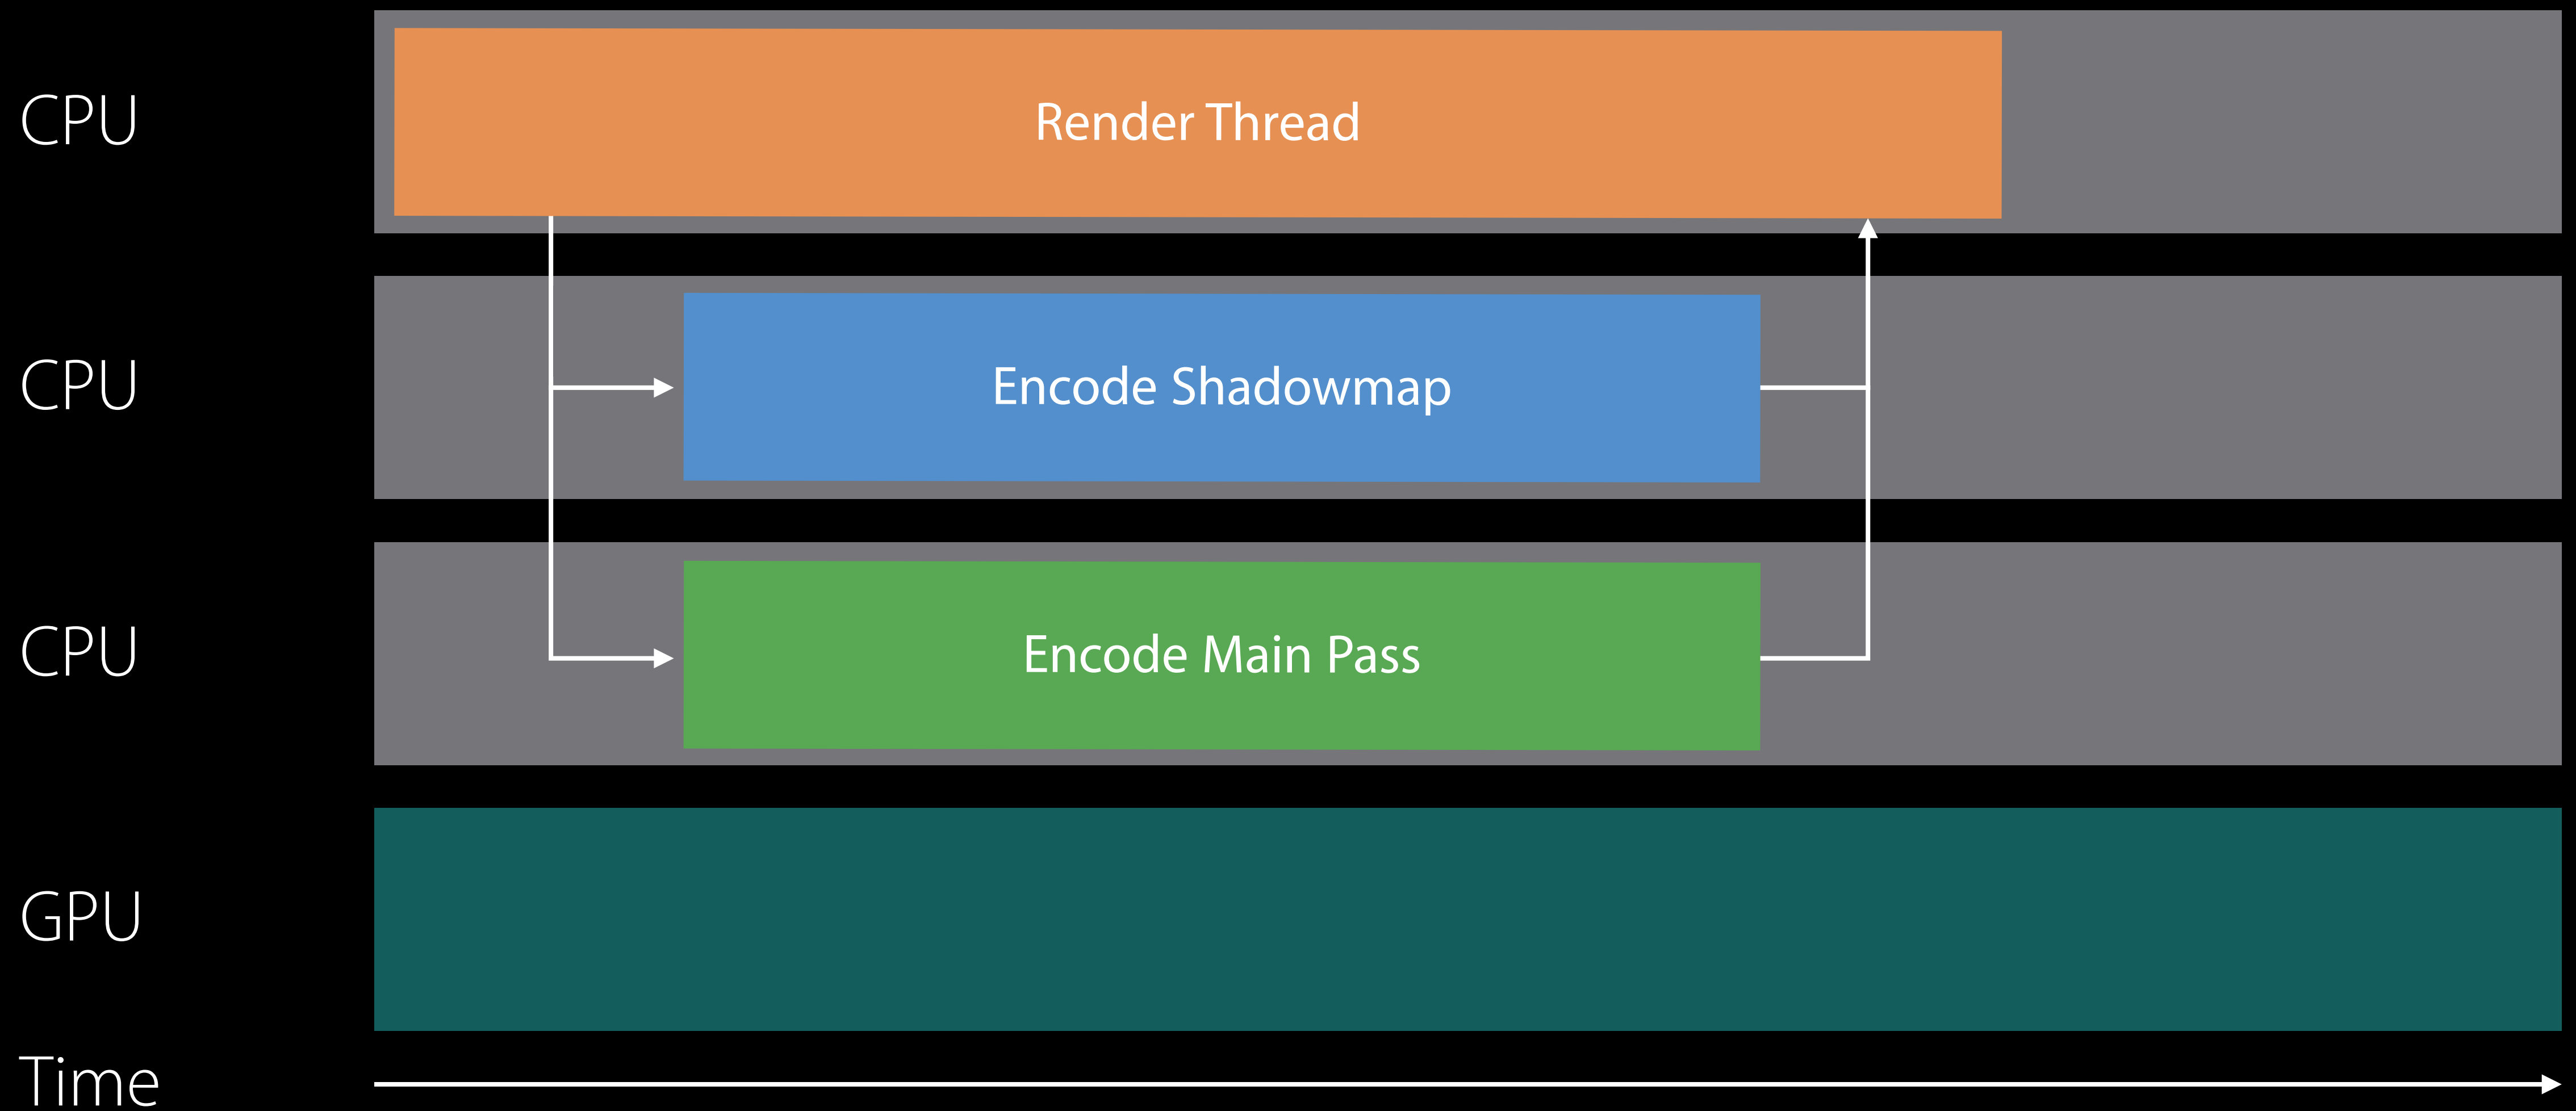 CPU
Render Thread
CPU
Encode Shadowmap
CPU
Encode Main Pass
GPU
Time